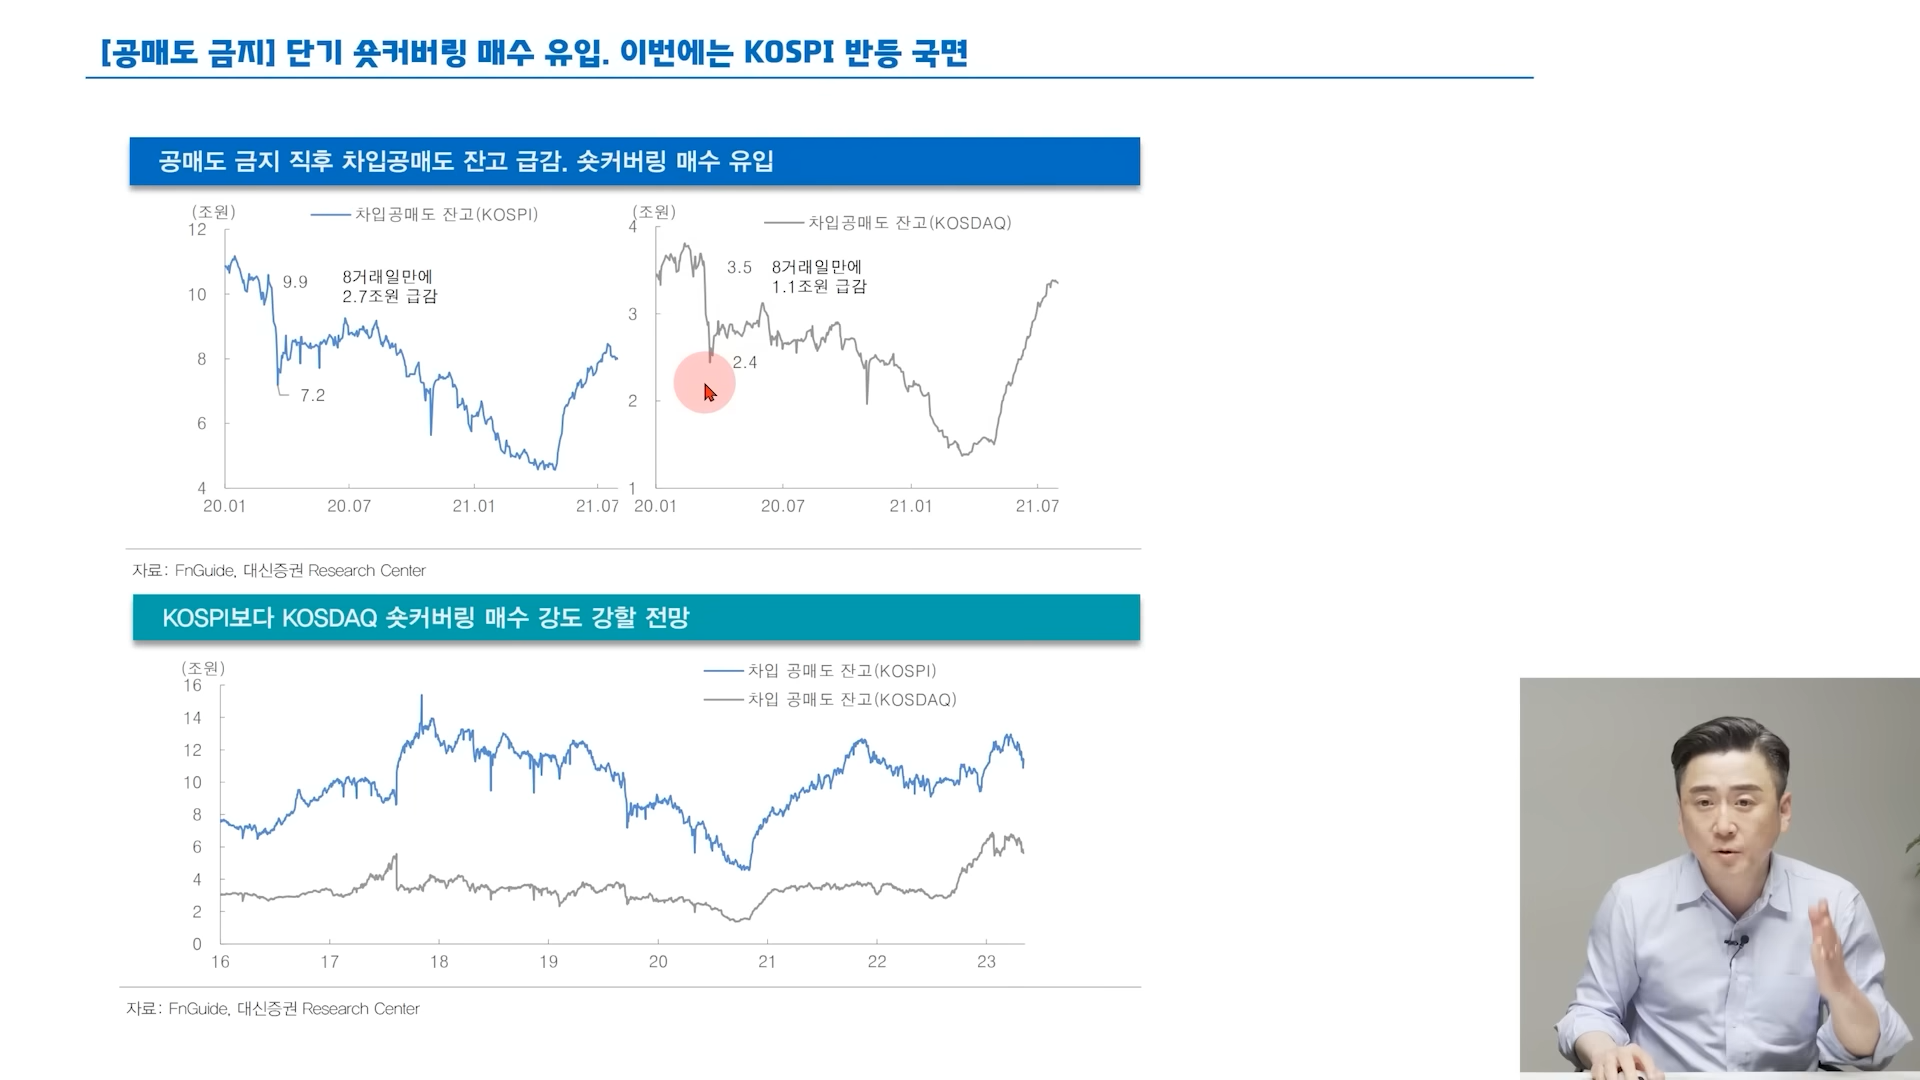 [공매도 금지] 단기 숏커버링 매수 유입. 이번에는 KOSPI 반등 국면
공매도 금지 직후 차입공매도 잔고 급감. 숏커버링 매수 유입
(조원)
차입공매도 잔고(KOSPI)
12
10
8
6
4
9.9
8거래일만에
2.7조원 급감
7.2
20.01
20.07
21.01
21.07
(조원)
차입공매도 잔고(KOSDAQ)
4
3
2
1
3.5
8거래일만에
1.1조원 급감
2.4
20.01
20.07
21.01
21.07
자료: FnGuide, 대신증권 Research Center
KOSPI보다 KOSDAQ 숏커버링 매수 강도 강할 전망
(조원)
차입 공매도 잔고(KOSPI)
차입 공매도 잔고(KOSDAQ)
16
14
12
10
8
6
4
2
0
16
17
18
19
20
21
22
23
자료: FnGuide, 대신증권 Research Center